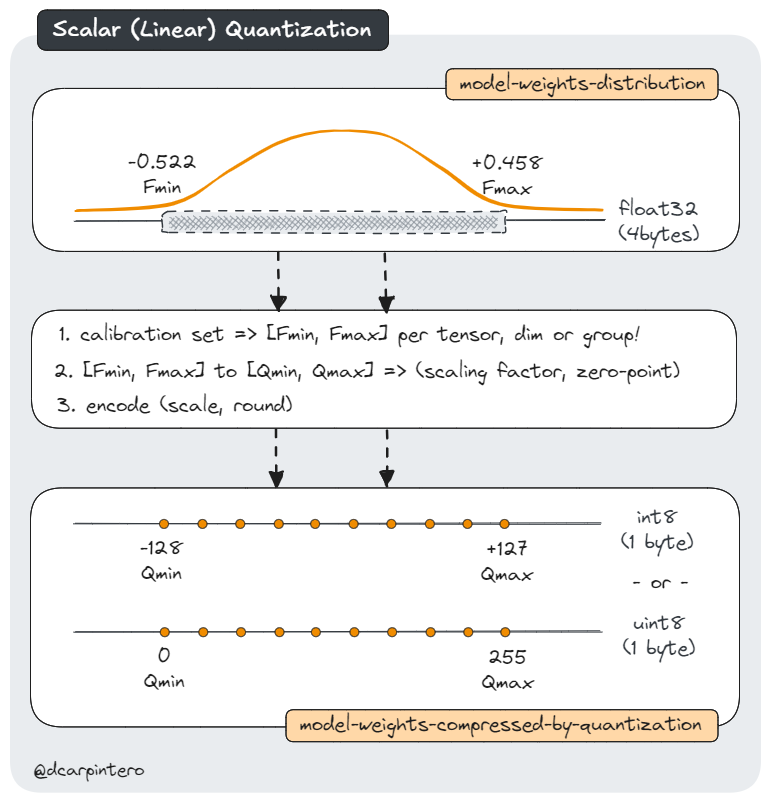 Scalar (Linear) Quantization
model-weights-distribution
-0.522
Fmin
+0.458
Fmax
float32
(4bytes)
1. calibration set => [Fmin, Fmax] per tensor, dim or group!
2. [Fmin, Fmax] to [Qmin, Qmax] => (scaling factor, zero-point)
3. encode (scale, round)
-128
Qmin
+127
Qmax
int8
(1 byte)
- or -
0
Qmin
255
Qmax
uint8
(1 byte)
model-weights-compressed-by-quantization
@dcarpintero